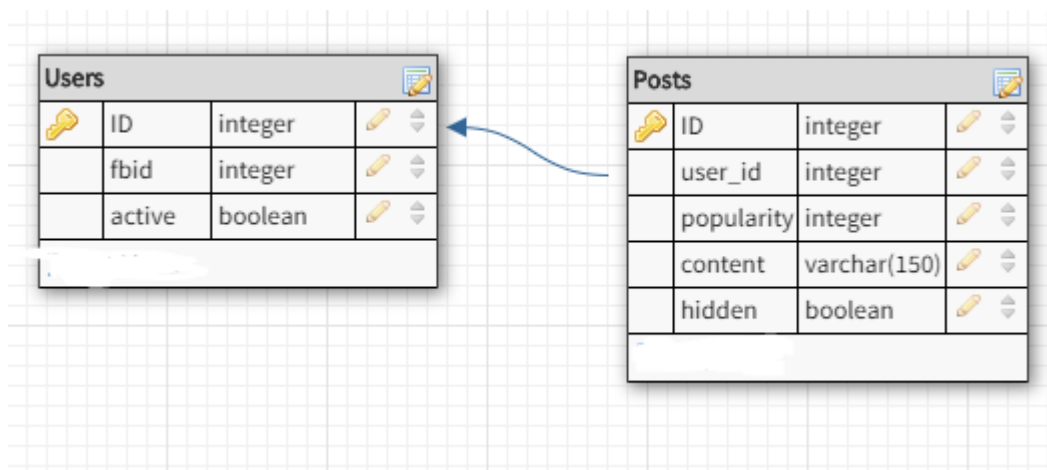 Users
ID integer
fbid integer
active boolean
Posts
ID integer
user_id integer
popularity integer
content varchar(150)
hidden boolean